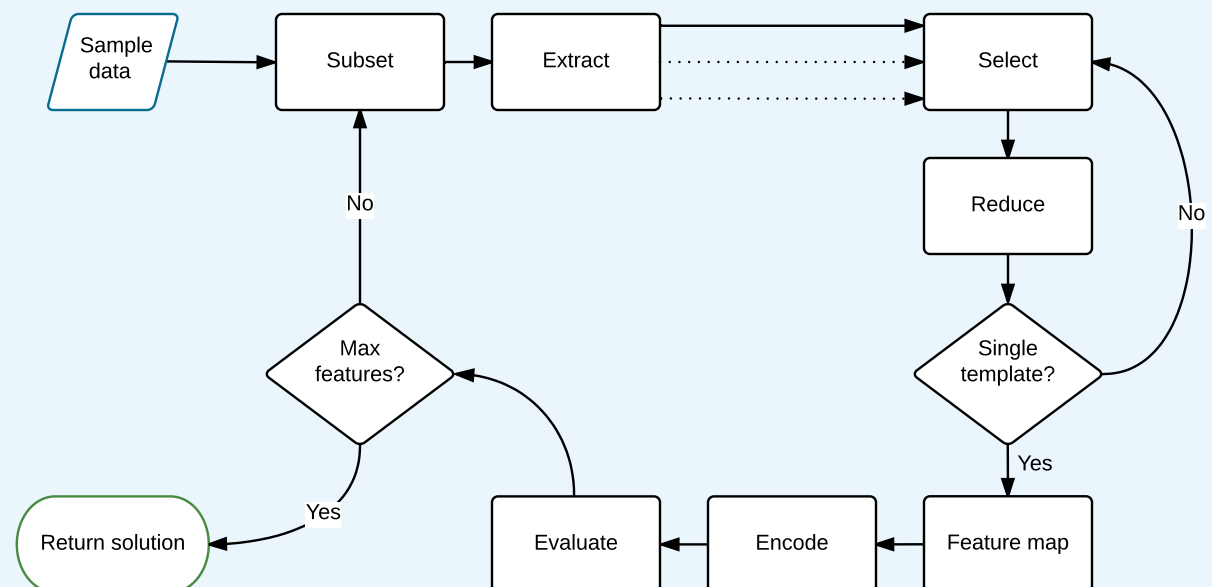 Sample
data
Subset
Extract
Select
Reduce
No
No
Max
features?
Single
template?
Yes
Yes
Return solution
Evaluate
Encode
Feature map